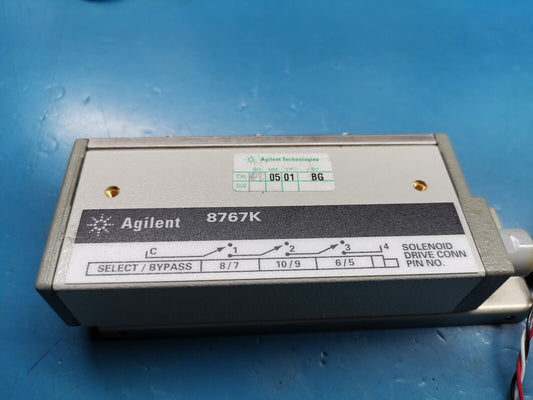 Agilent Technologies
CAL 05 01 BG
DUE
Agilent 8767K
C 1 2 3 4
SELECT / BYPASS 8 / 7 10 / 9 6 / 5
SOLENOID
DRIVE CONN
PIN NO.